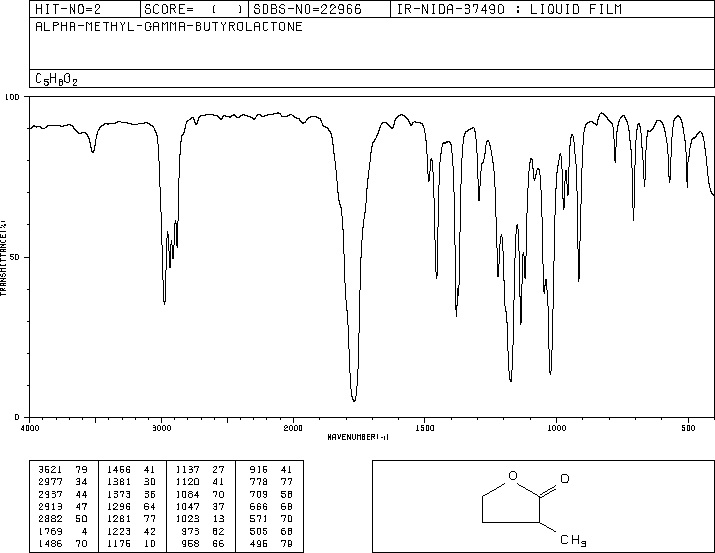 HIT-NO=2 SCORE= ( ) SDBS-NO=22966 IR-NIDA-37490 : LIQUID FILM
ALPHA-METHYL-GAMMA-BUTYROLACTONE
C5H8O2
100
50
0
TRANSMITTANCE(%)
4000 3000 2000 1500 1000 500
WAVENUMBER(-1)
3521 79 1456 41 1137 27 916 41
2977 34 1381 30 1120 41 778 77
2937 44 1373 36 1084 70 709 58
2913 47 1296 64 1047 37 666 68
2882 50 1281 77 1023 13 571 70
1769 4 1223 42 973 62 505 68
1486 70 1175 10 958 66 496 79
O
O
CH3